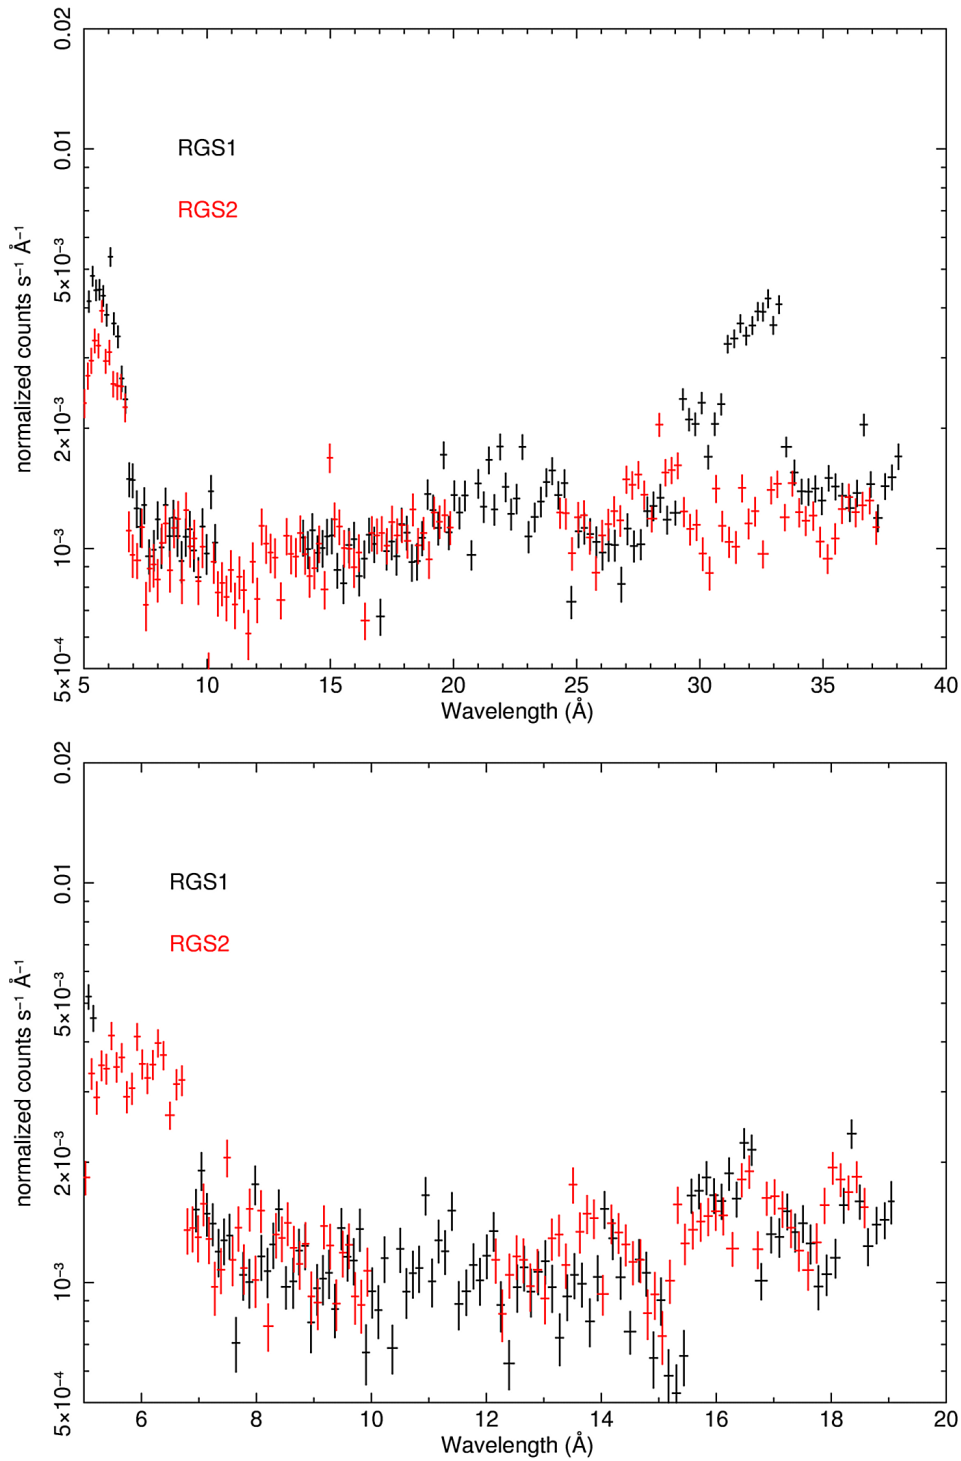 0.02
0.01
5×10⁻³
2×10⁻³
10⁻³
5×10⁻⁴
normalized counts s⁻¹ Å⁻¹
RGS1
RGS2
5 10 15 20 25 30 35 40
Wavelength (Å)
0.02
0.01
5×10⁻³
2×10⁻³
10⁻³
5×10⁻⁴
normalized counts s⁻¹ Å⁻¹
RGS1
RGS2
6 8 10 12 14 16 18 20
Wavelength (Å)